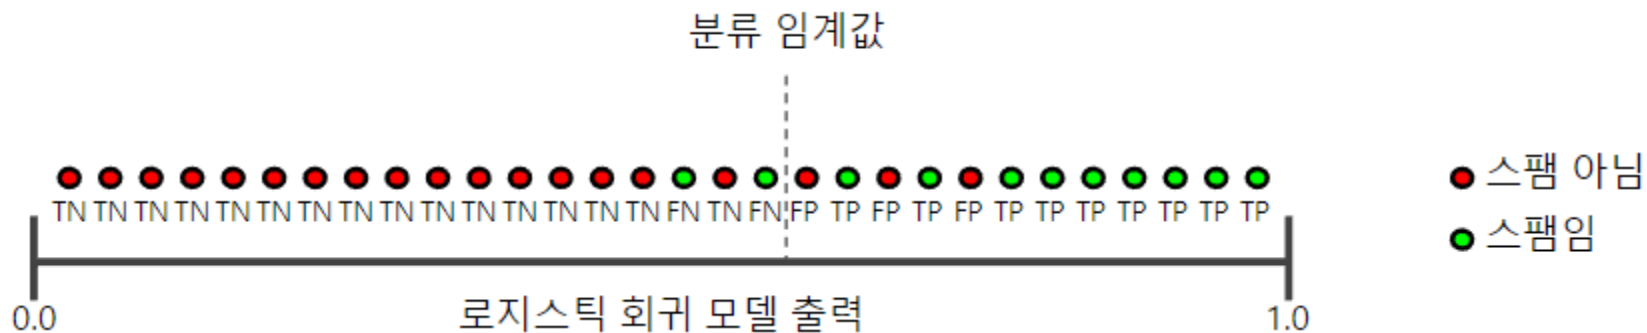 분류 임계값
TN TN TN TN TN TN TN TN TN TN TN TN TN TN TN FN TN FN FP TP FP TP FP TP TP TP TP TP TP TP
스팸 아님
스팸임
0.0
로지스틱 회귀 모델 출력
1.0